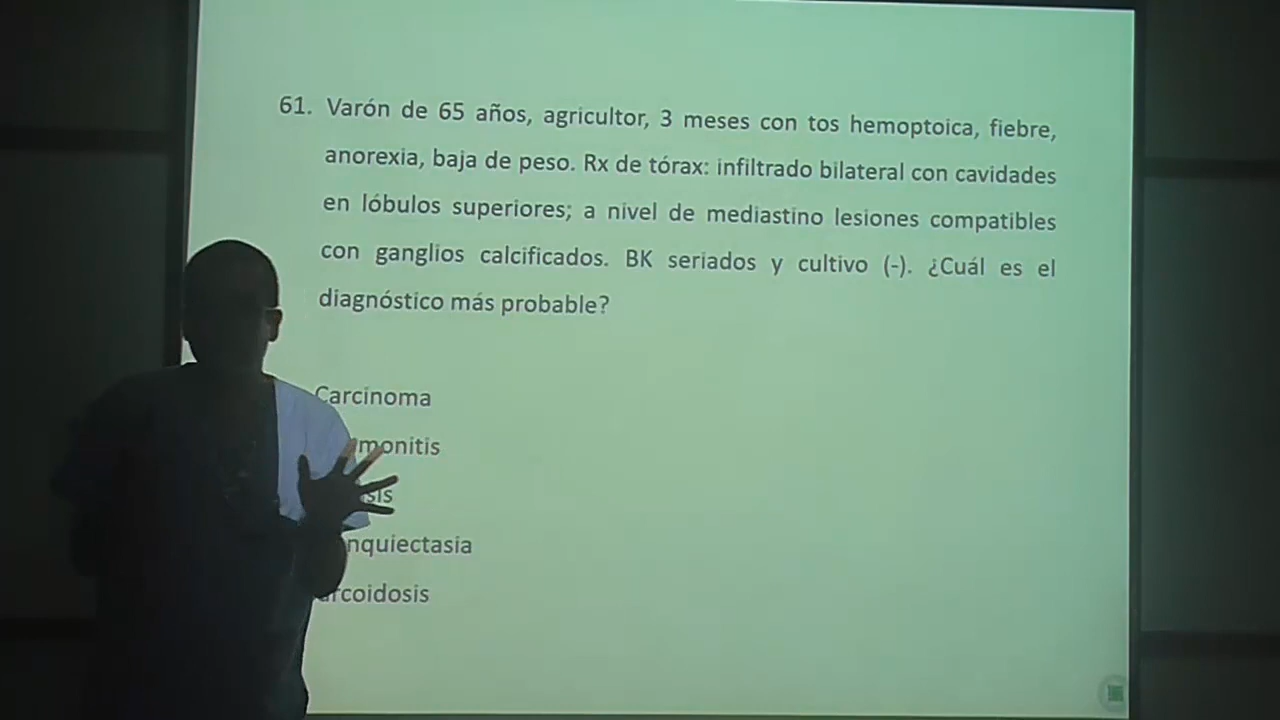 61. Varón de 65 años, agricultor, 3 meses con tos hemoptoica, fiebre,
anorexia, baja de peso. Rx de tórax: infiltrado bilateral con cavidades
en lóbulos superiores; a nivel de mediastino lesiones compatibles
con ganglios calcificados. BK seriados y cultivo (-). ¿Cuál es el
diagnóstico más probable?
Carcinoma
monitis
sis
nquiectasia
rcoidosis